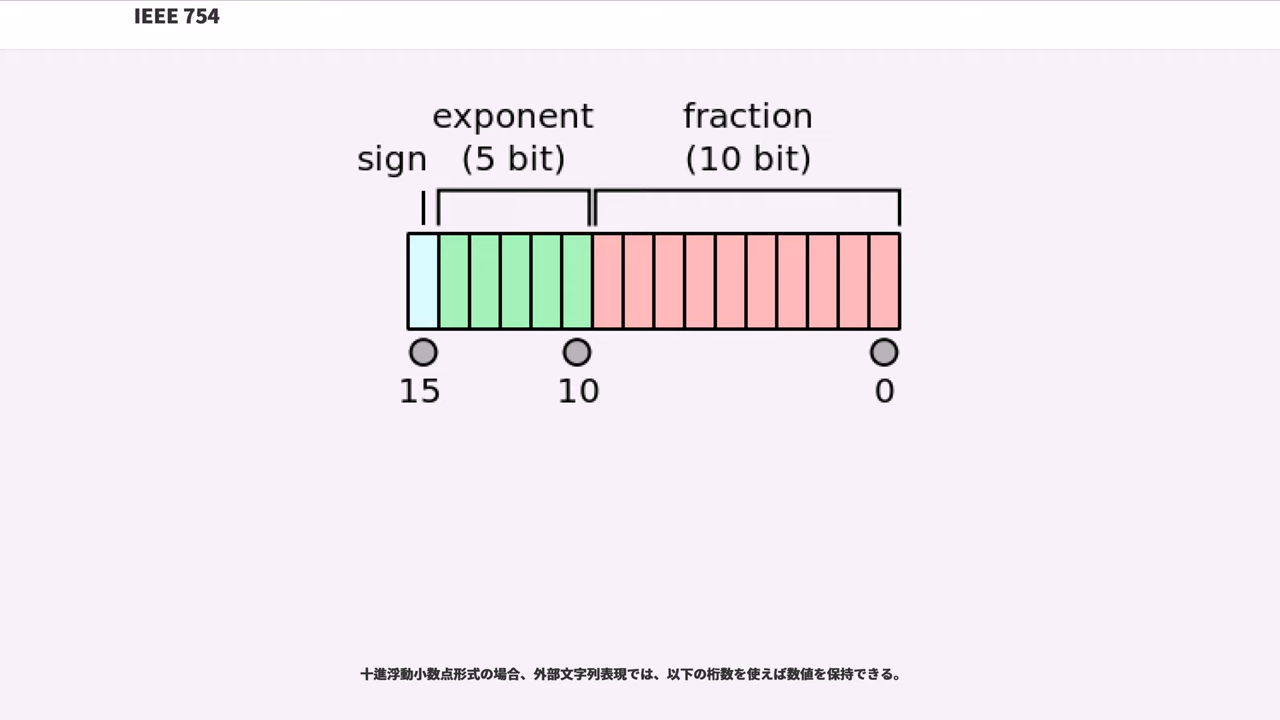 IEEE 754
exponent
fraction
sign
(5 bit)
(10 bit)
15
10
0
十進浮動小数点形式の場合、外部文字列表現では、以下の桁数を使えば数値を保持できる。